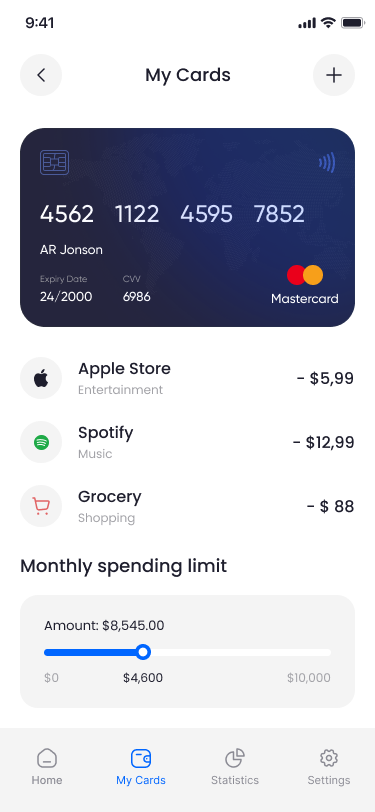 9:41
My Cards
4562 1122 4595 7852
AR Jonson
Expiry Date CVV
24/2000 6986
Mastercard
Apple Store - $5,99
Entertainment
Spotify - $12,99
Music
Grocery - $ 88
Shopping
Monthly spending limit
Amount: $8,545.00
$0 $4,600 $10,000
Home My Cards Statistics Settings